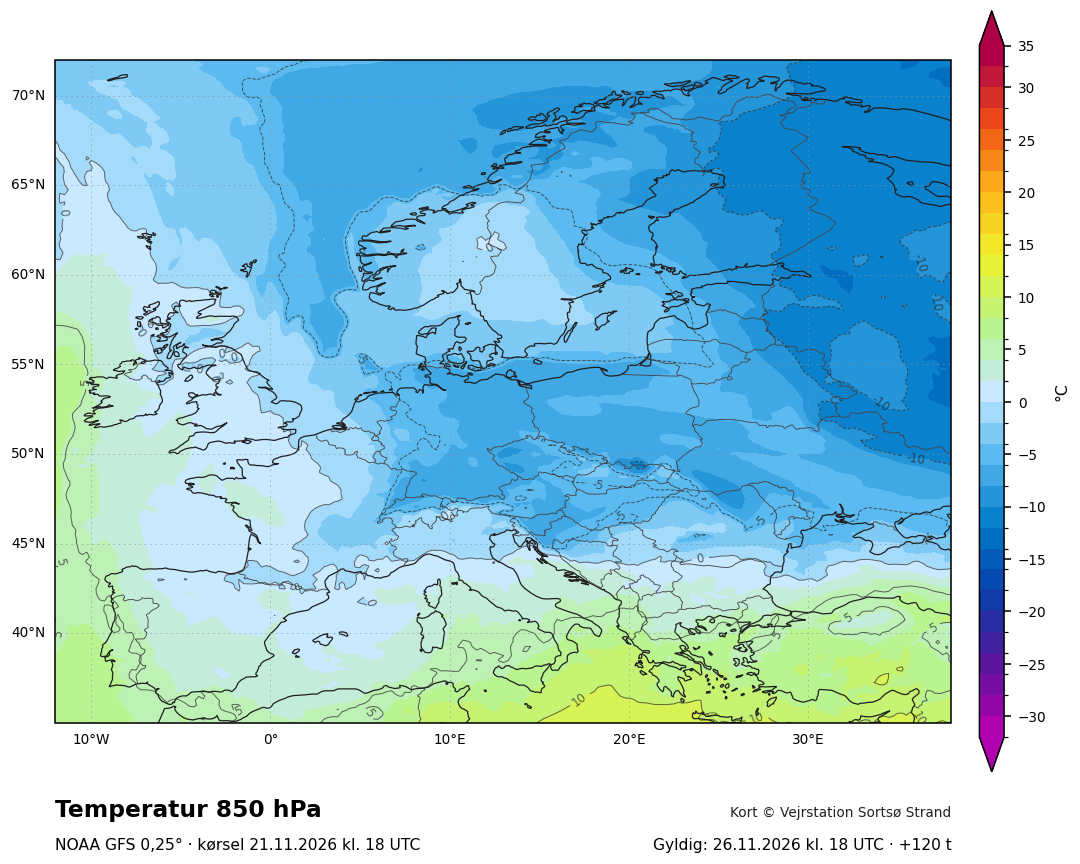 70°N
65°N
60°N
55°N
50°N
45°N
40°N
10°W
0°
10°E
20°E
30°E
35
30
25
20
15
10
5
0
−5
−10
−15
−20
−25
−30
°C
Temperatur 850 hPa
Kort © Vejrstation Sortsø Strand
NOAA GFS 0,25° · kørsel 21.11.2026 kl. 18 UTC
Gyldig: 26.11.2026 kl. 18 UTC · +120 t